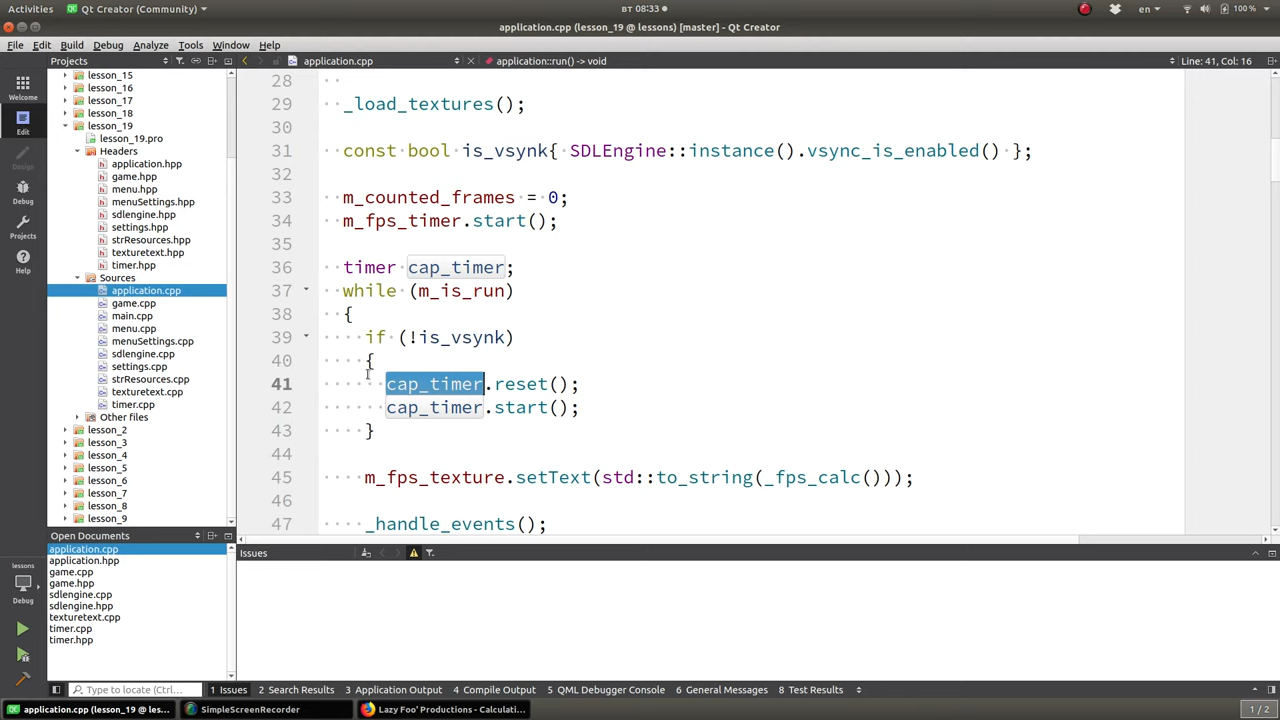 Activities Qt Creator (Community) вт 08:33 en 100 %
application.cpp (lesson_19 @ lessons) [master] - Qt Creator
File Edit Build Debug Analyze Tools Window Help
Projects application.cpp application::run() -> void Line: 41, Col: 16
Welcome
Edit
Design
Debug
Projects
Help
lesson_15
lesson_16
lesson_17
lesson_18
lesson_19
lesson_19.pro
Headers
application.hpp
game.hpp
menu.hpp
menuSettings.hpp
sdlengine.hpp
settings.hpp
strResources.hpp
texturetext.hpp
timer.hpp
Sources
application.cpp
game.cpp
main.cpp
menu.cpp
menuSettings.cpp
sdlengine.cpp
settings.cpp
strResources.cpp
texturetext.cpp
timer.cpp
Other files
lesson_2
lesson_3
lesson_4
lesson_5
lesson_6
lesson_7
lesson_8
lesson_9
28
29 _load_textures();
30
31 const bool is_vsynk{ SDLEngine::instance().vsync_is_enabled() };
32
33 m_counted_frames = 0;
34 m_fps_timer.start();
35
36 timer cap_timer;
37 while (m_is_run)
38 {
39 if (!is_vsynk)
40 {
41 cap_timer.reset();
42 cap_timer.start();
43 }
44
45 m_fps_texture.setText(std::to_string(_fps_calc()));
46
47 _handle_events();
Open Documents
application.cpp
application.hpp
game.cpp
game.hpp
sdlengine.cpp
sdlengine.hpp
texturetext.cpp
timer.cpp
timer.hpp
lessons
Debug
Issues
Type to locate (Ctrl+K) 1 Issues 2 Search Results 3 Application Output 4 Compile Output 5 QML Debugger Console 6 General Messages 8 Test Results
application.cpp (lesson_19 @ les... SimpleScreenRecorder Lazy Foo' Productions - Calculati... 1 / 2